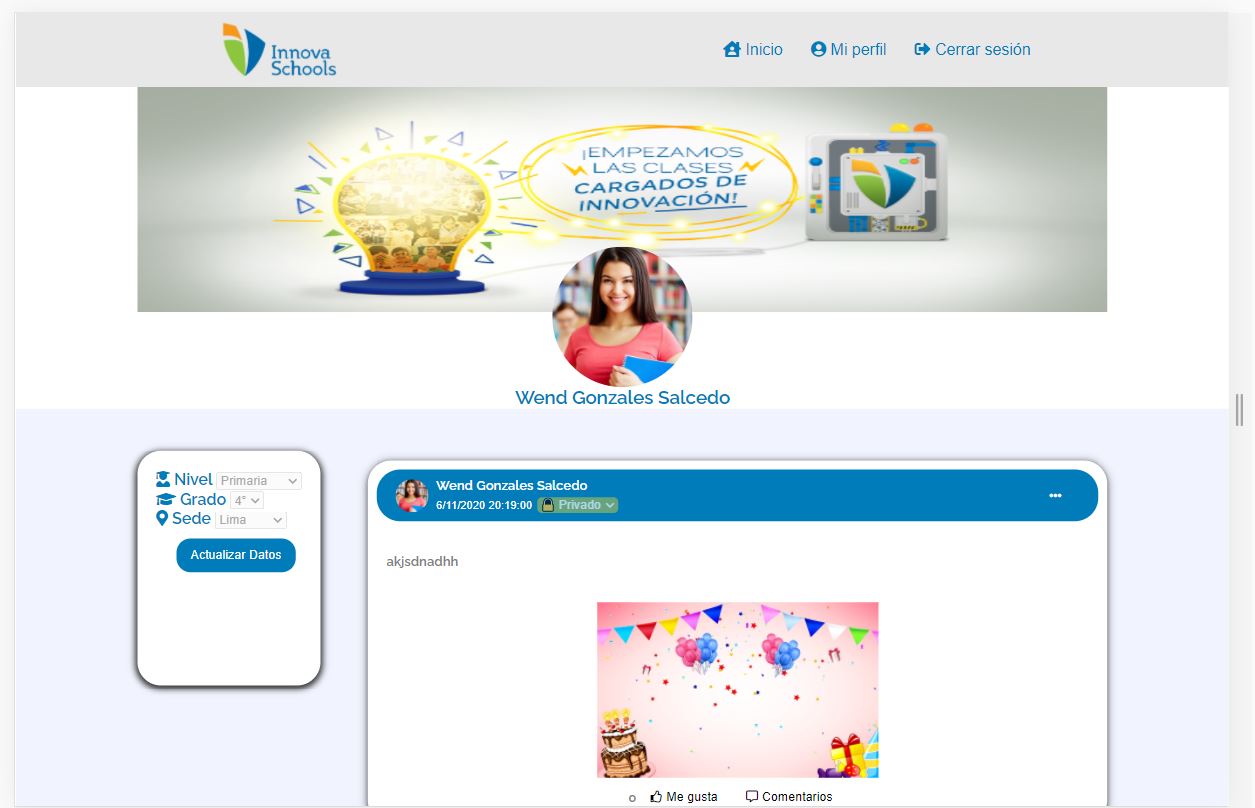 Innova
Schools
Inicio
Mi perfil
Cerrar sesión
¡EMPEZAMOS
LAS CLASES
CARGADOS DE
INNOVACIÓN!
Wend Gonzales Salcedo
Nivel Primaria
Grado 4°
Sede Lima
Actualizar Datos
Wend Gonzales Salcedo
6/11/2020 20:19:00 Privado
akjsdnadhh
0 Me gusta Comentarios